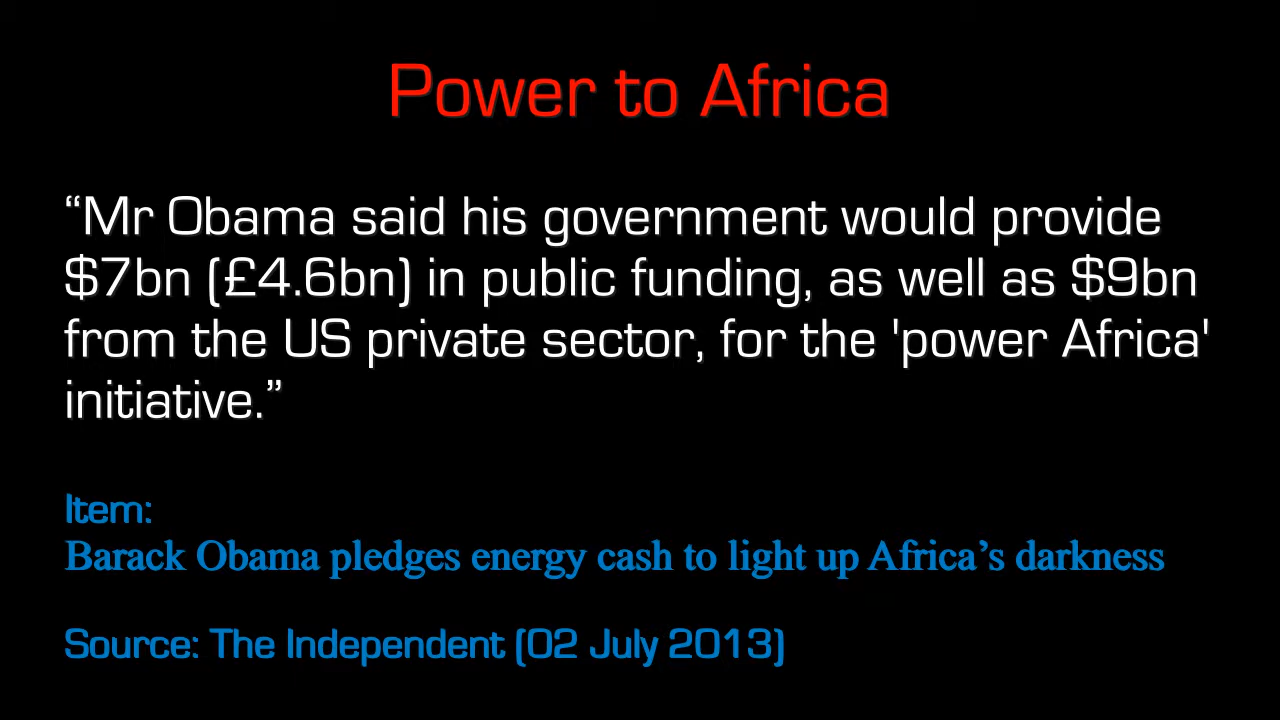 Power to Africa
“Mr Obama said his government would provide
$7bn (£4.6bn) in public funding, as well as $9bn
from the US private sector, for the 'power Africa'
initiative.”
Item:
Barack Obama pledges energy cash to light up Africa’s darkness
Source: The Independent (02 July 2013)